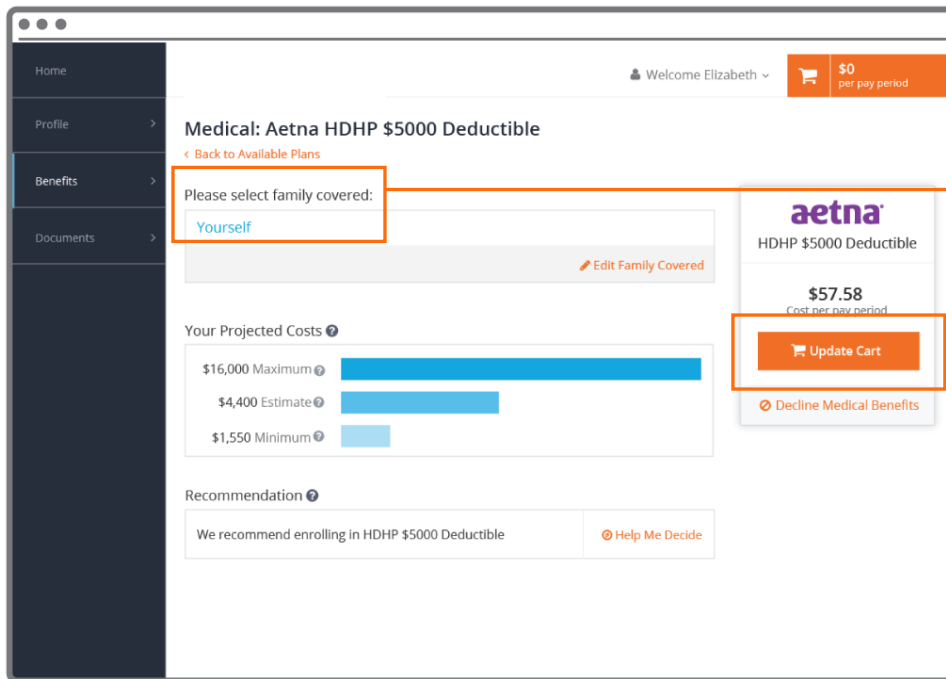 Home
Profile
Benefits
Documents
Welcome Elizabeth
$0
per pay period
Medical: Aetna HDHP $5000 Deductible
Back to Available Plans
Please select family covered:
Yourself
Edit Family Covered
Your Projected Costs
$16,000 Maximum
$4,400 Estimate
$1,550 Minimum
Recommendation
We recommend enrolling in HDHP $5000 Deductible
Help Me Decide
aetna
HDHP $5000 Deductible
$57.58
Cost per pay period
Update Cart
Decline Medical Benefits